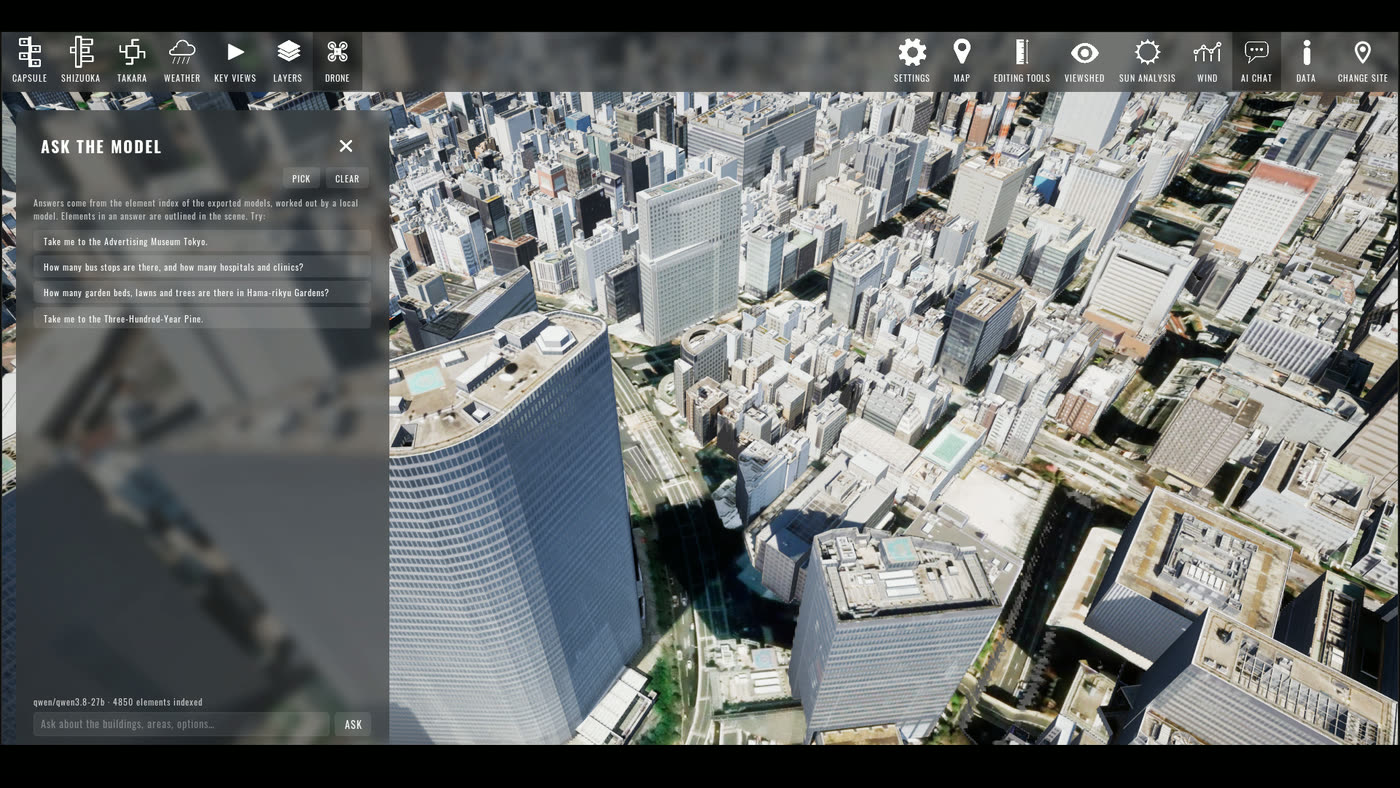 CAPSULE
SHIZUOKA
TAKARA
WEATHER
KEY VIEWS
LAYERS
DRONE
SETTINGS
MAP
EDITING TOOLS
VIEWSHED
SUN ANALYSIS
WIND
AI CHAT
DATA
CHANGE SITE
ASK THE MODEL
PICK
CLEAR
Answers come from the element index of the exported models, worked out by a local
model. Elements in an answer are outlined in the scene. Try:
Take me to the Advertising Museum Tokyo.
How many bus stops are there, and how many hospitals and clinics?
How many garden beds, lawns and trees are there in Hama-rikyu Gardens?
Take me to the Three-Hundred-Year Pine.
qwen/qwen3.8-27b · 4850 elements indexed
Ask about the buildings, areas, options...
ASK